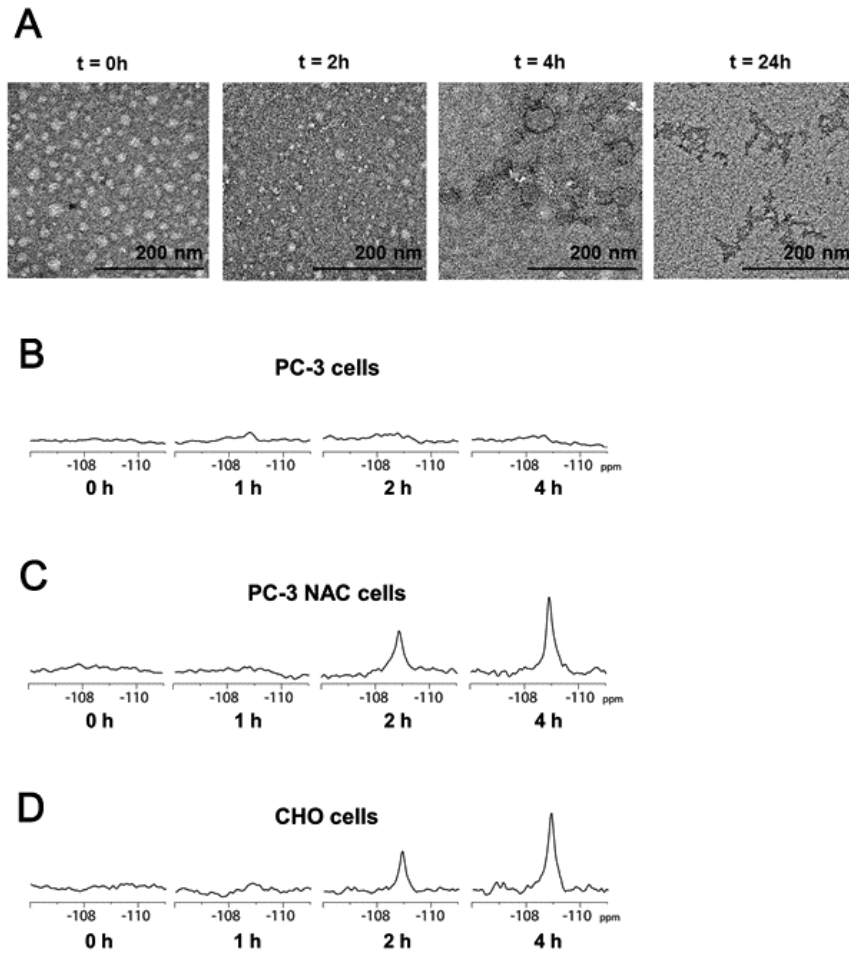 A
t = 0h t = 2h t = 4h t = 24h
200 nm 200 nm 200 nm 200 nm
B
PC-3 cells
-108 -110 -108 -110 -108 -110 -108 -110 ppm
0 h 1 h 2 h 4 h
C
PC-3 NAC cells
-108 -110 -108 -110 -108 -110 -108 -110 ppm
0 h 1 h 2 h 4 h
D
CHO cells
-108 -110 -108 -110 -108 -110 -108 -110 ppm
0 h 1 h 2 h 4 h